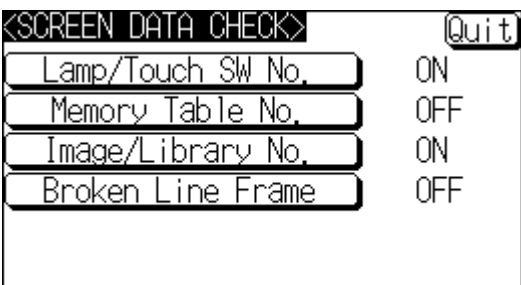 <SCREEN DATA CHECK> Quit
Lamp/Touch SW No. ON
Memory Table No. OFF
Image/Library No. ON
Broken Line Frame OFF